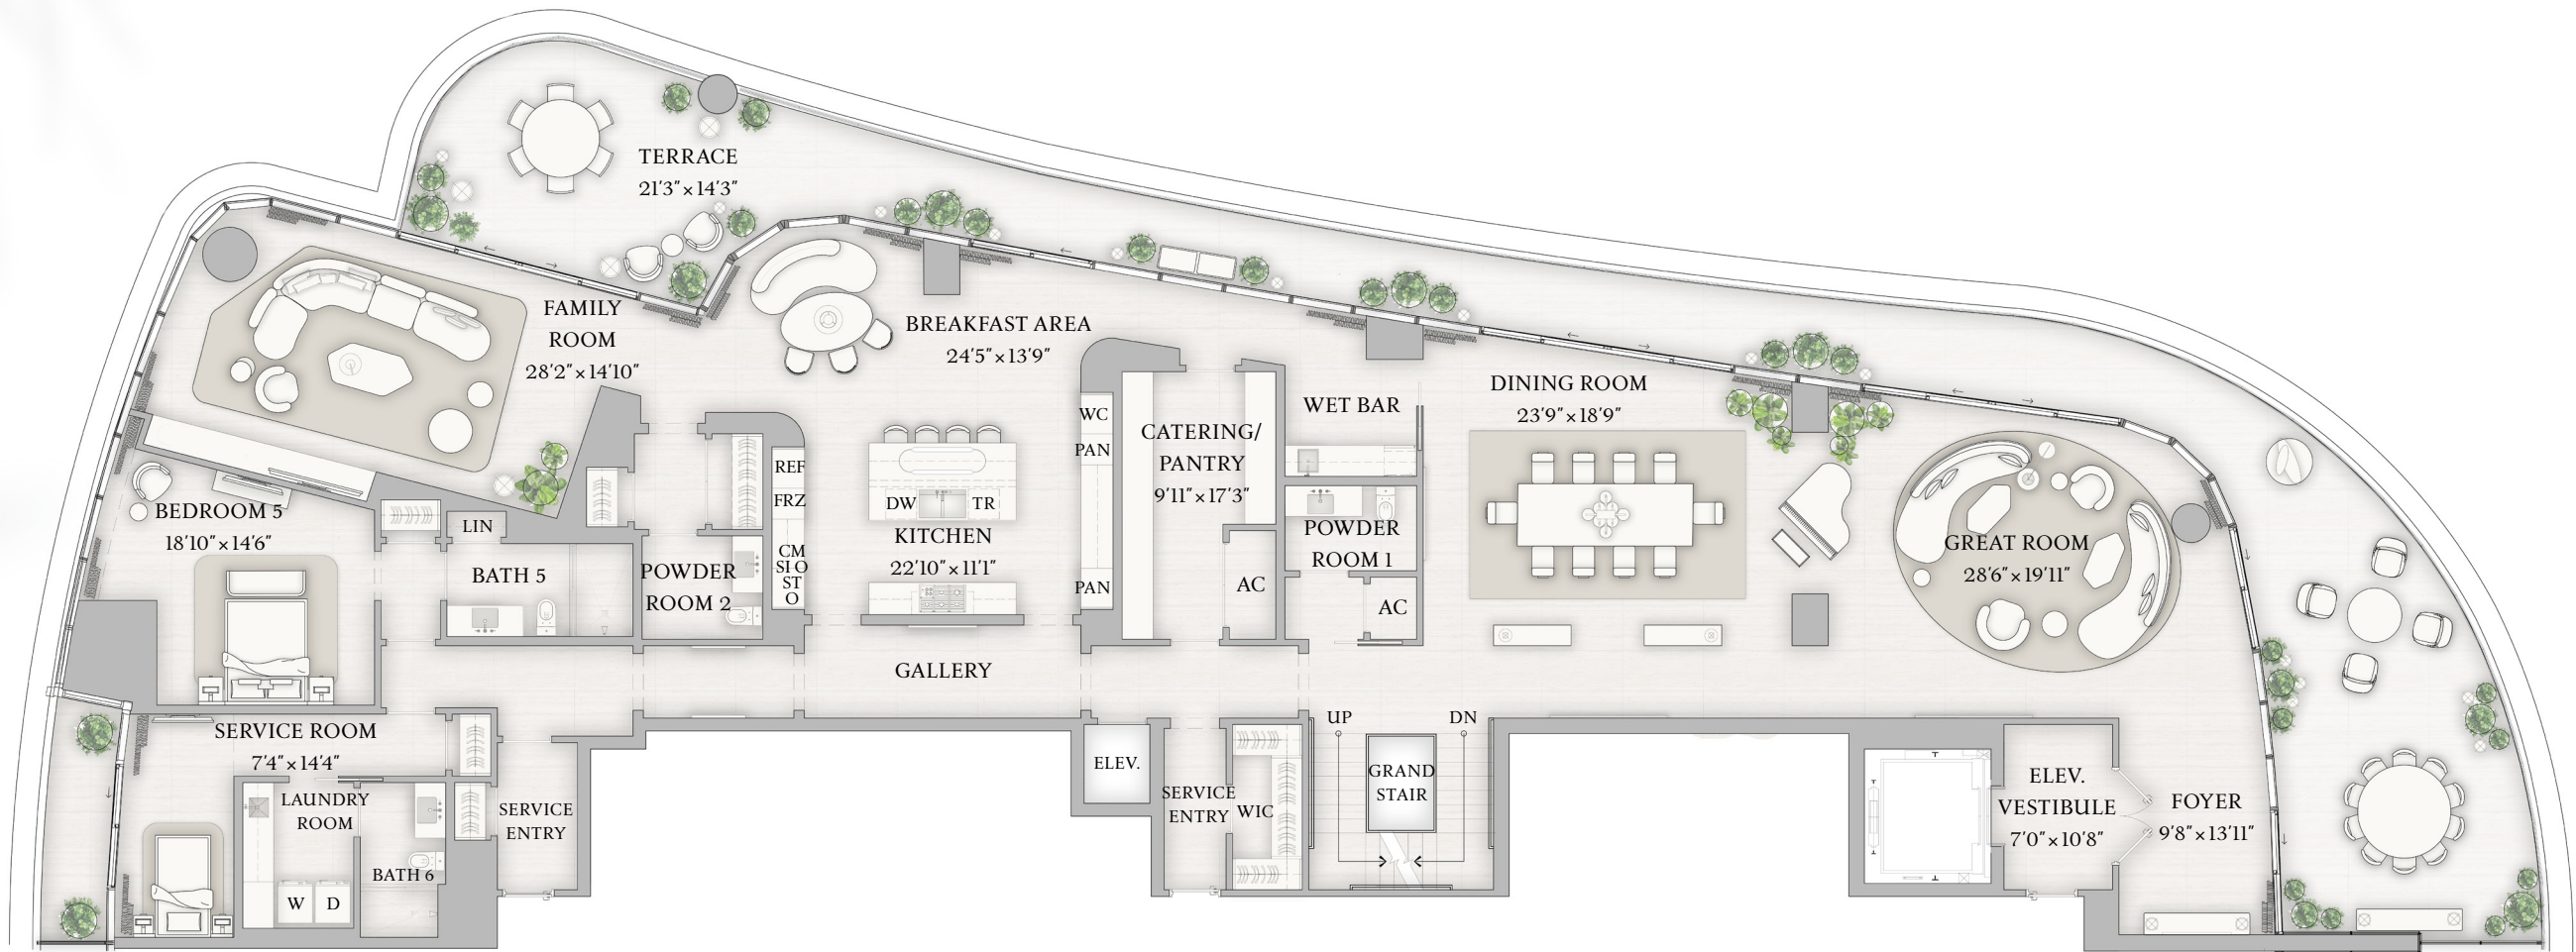 TERRACE
21'3"×14'3"
FAMILY
ROOM
28'2"×14'10"
BREAKFAST AREA
24'5"×13'9"
WC
PAN
PAN
CATERING/
PANTRY
9'11"×17'3"
WET BAR
DINING ROOM
23'9"×18'9"
REF
FRZ
CM
SI O
ST
O
DW
TR
KITCHEN
22'10"×11'1"
BEDROOM 5
18'10"×14'6"
LIN
BATH 5
POWDER
ROOM 2
POWDER
ROOM 1
AC
AC
GREAT ROOM
28'6"×19'11"
GALLERY
SERVICE ROOM
7'4"×14'4"
LAUNDRY
ROOM
W
D
BATH 6
SERVICE
ENTRY
ELEV.
SERVICE
ENTRY
WIC
UP
DN
GRAND
STAIR
ELEV.
VESTIBULE
7'0"×10'8"
FOYER
9'8"×13'11"